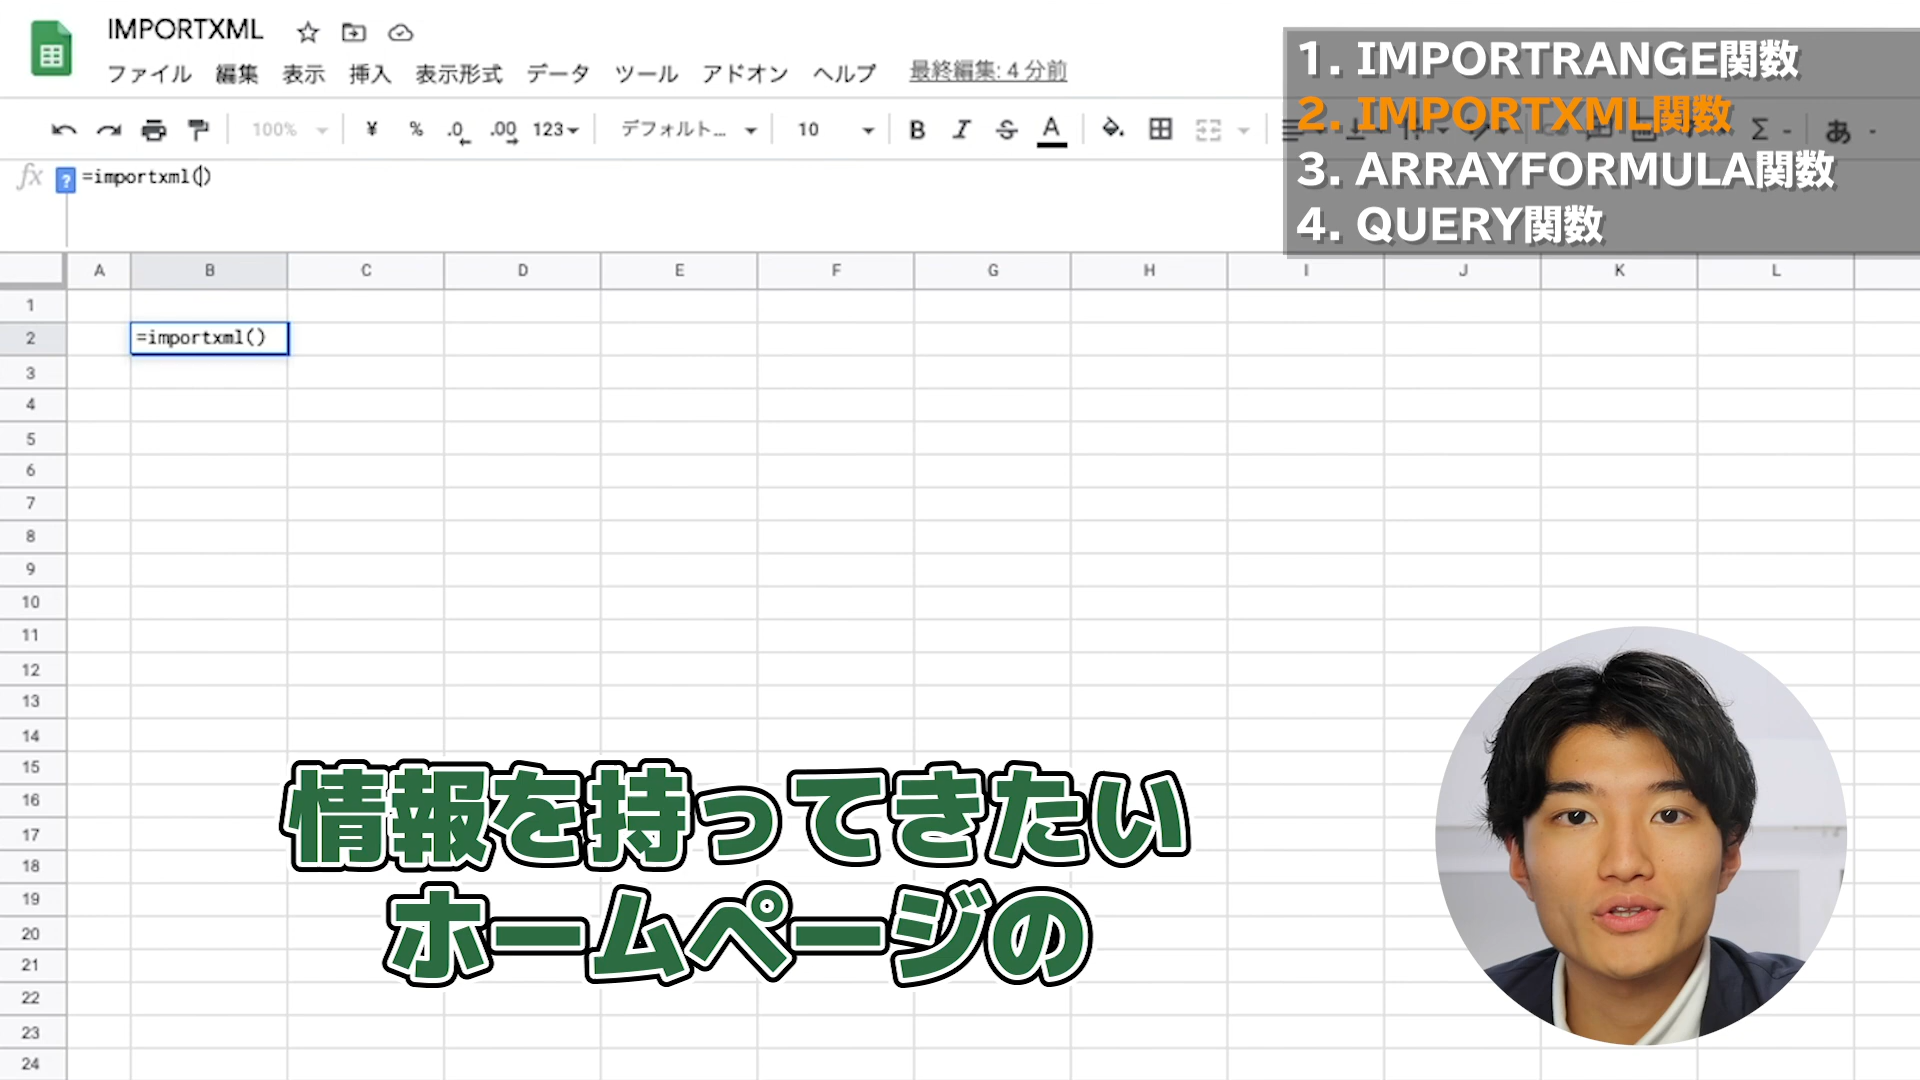 IMPORTXML
ファイル 編集 表示 挿入 表示形式 データ ツール アドオン ヘルプ 最終編集: 4 分前
100% ¥ % .0 .00 123 デフォルト... 10 B I S A Σ あ
fx ? =importxml()
1. IMPORTRANGE関数
2. IMPORTXML関数
3. ARRAYFORMULA関数
4. QUERY関数
A B C D E F G H I J K L
1
2 =importxml()
3
4
5
6
7
8
9
10
11
12
13
14
15
16
17
18
19
20
21
22
23
24
情報を持ってきたい
ホームページの